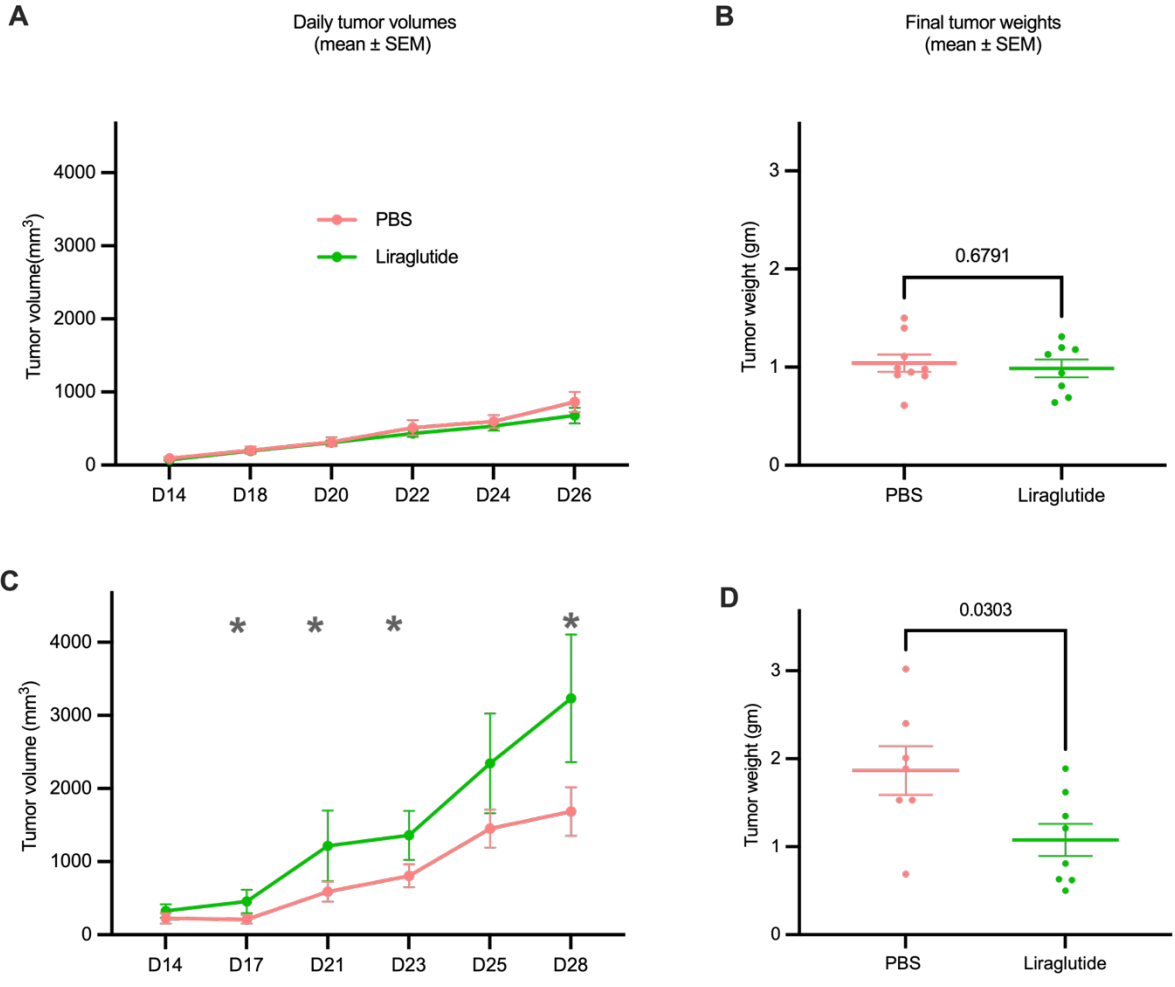 A
Daily tumor volumes
(mean ± SEM)
Tumor volume(mm³)
4000
3000
2000
1000
0
PBS
Liraglutide
D14 D18 D20 D22 D24 D26
B
Final tumor weights
(mean ± SEM)
Tumor weight (gm)
3
2
1
0
0.6791
PBS Liraglutide
C
Tumor volume (mm³)
4000
3000
2000
1000
0
* * * *
D14 D17 D21 D23 D25 D28
D
Tumor weight (gm)
3
2
1
0
0.0303
PBS Liraglutide